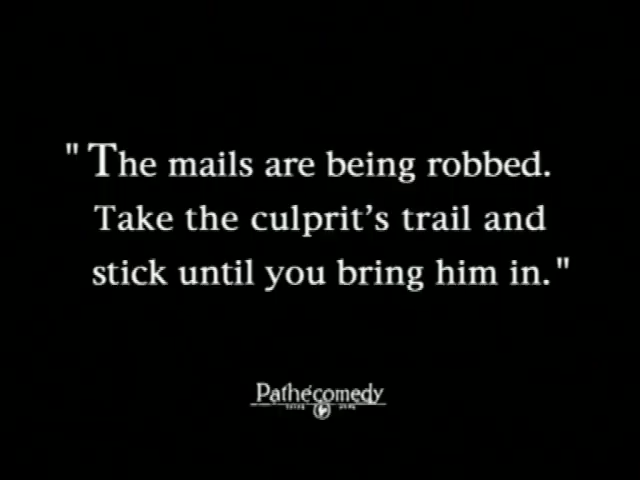 "The mails are being robbed.
Take the culprit's trail and
stick until you bring him in."
Pathécomedy